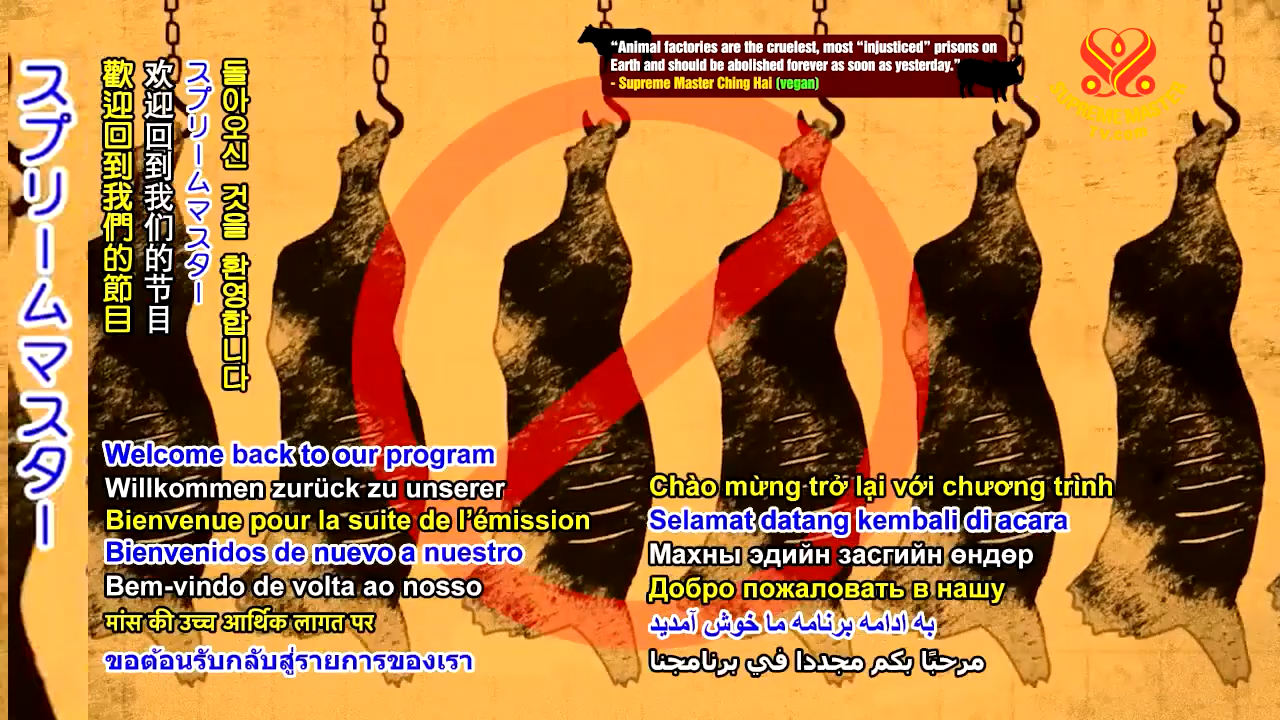 “Animal factories are the cruelest, most “injusticed” prisons on
Earth and should be abolished forever as soon as yesterday.”
- Supreme Master Ching Hai (vegan)
SUPREME MASTER
TV.COM
スプリームマスター
歡迎回到我們的節目
欢迎回到我们的节目
スプリームマスター
돌아오신 것을 환영합니다
Welcome back to our program
Willkommen zurück zu unserer
Bienvenue pour la suite de l’émission
Bienvenidos de nuevo a nuestro
Bem-vindo de volta ao nosso
मांस की उच्च आर्थिक लागत पर
ขอต้อนรับกลับสู่รายการของเรา
Chào mừng trở lại với chương trình
Selamat datang kembali di acara
Махны эдийн засгийн өндөр
Добро пожаловать в нашу
به ادامه برنامه ما خوش آمدید
مرحبًا بكم مجددا في برنامجنا